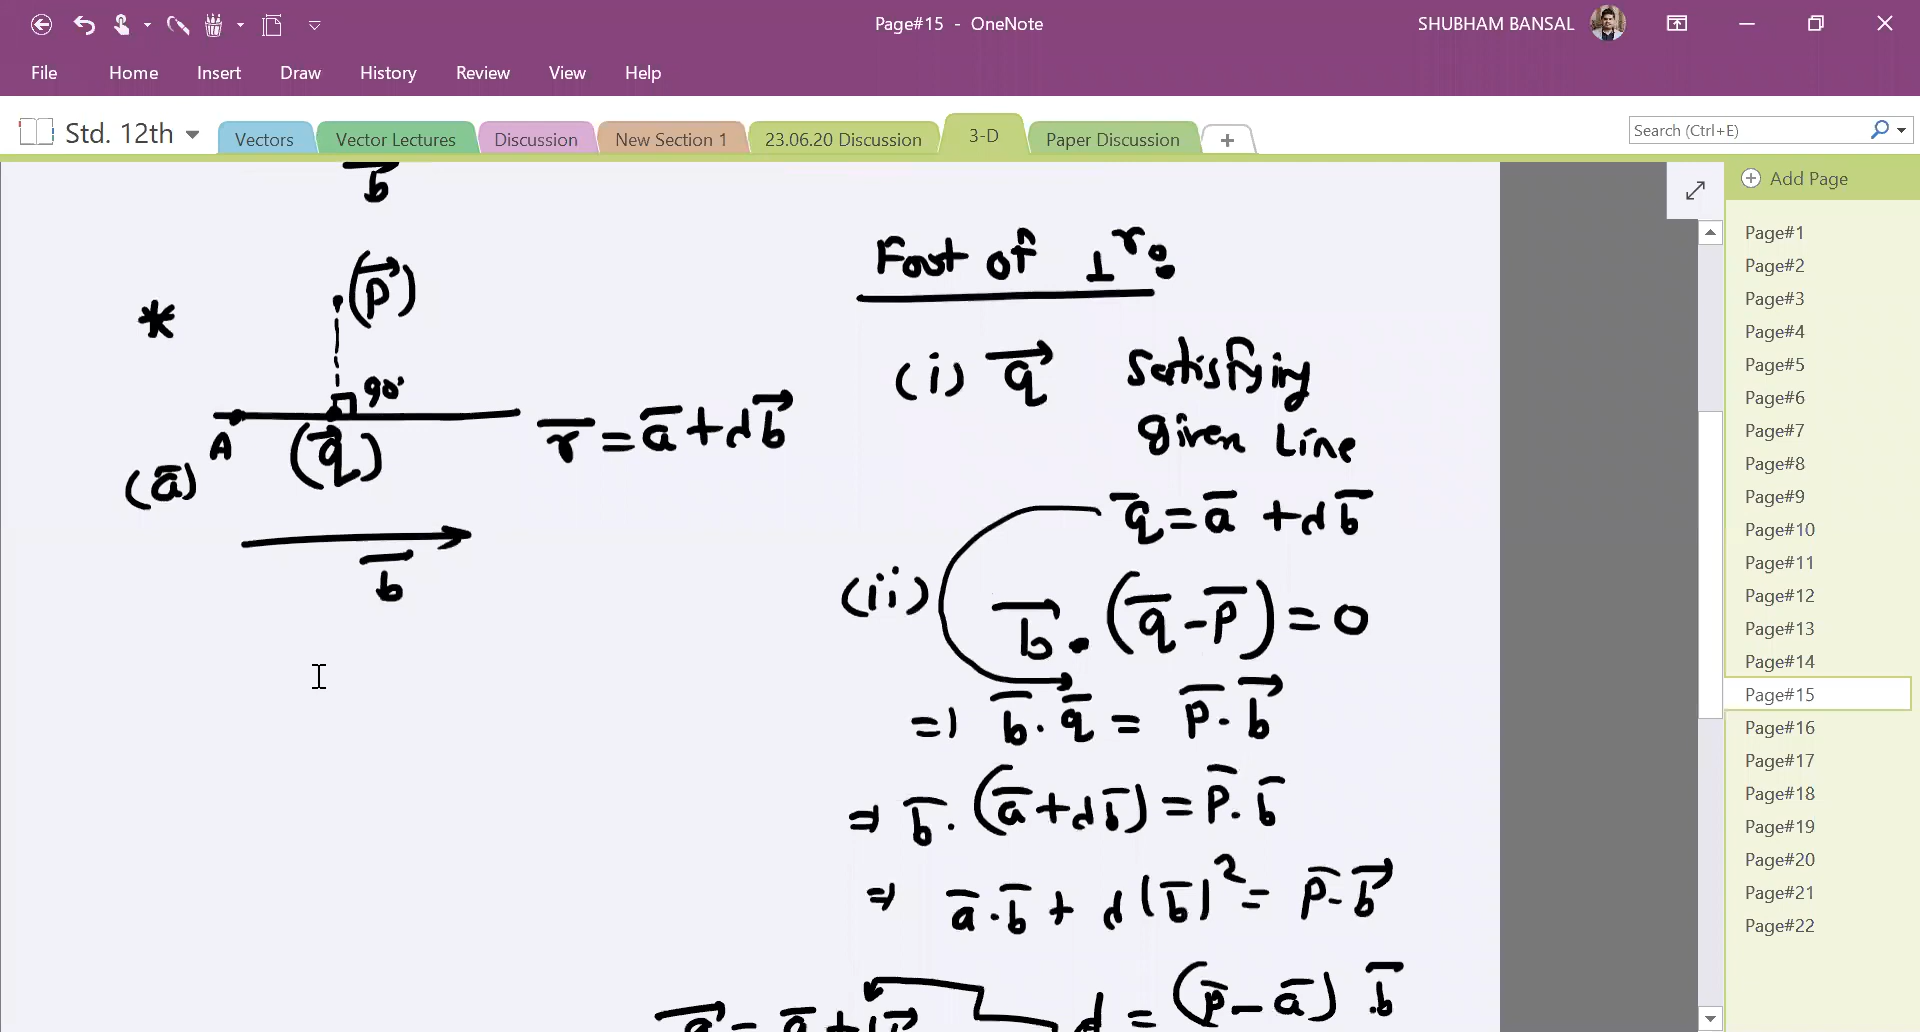 Page#15 - OneNote
SHUBHAM BANSAL
File Home Insert Draw History Review View Help
Std. 12th
Vectors
Vector Lectures
Discussion
New Section 1
23.06.20 Discussion
3-D
Paper Discussion
+
Search (Ctrl+E)
Add Page
Page#1
Page#2
Page#3
Page#4
Page#5
Page#6
Page#7
Page#8
Page#9
Page#10
Page#11
Page#12
Page#13
Page#14
Page#15
Page#16
Page#17
Page#18
Page#19
Page#20
Page#21
Page#22
b̅
*
(p⃗)
90°
A
(a̅)
(q⃗)
r̅ = a̅ + λb⃗
b̅
Foot of ⊥ʳ:
(i) q⃗ Satisfying
given Line
q̅ = a̅ + λb̅
(ii)
b̅ . (q̅ - p̅) = 0
=) b̅ . q̅ = p̅ . b⃗
⇒ b̅ . (a̅ + λb̅) = p̅ . b̅
⇒ a̅ . b̅ + λ|b̅|² = p̅ . b⃗
q⃗ = a̅ + λb⃗
λ = (p̅ - a̅) . b̅